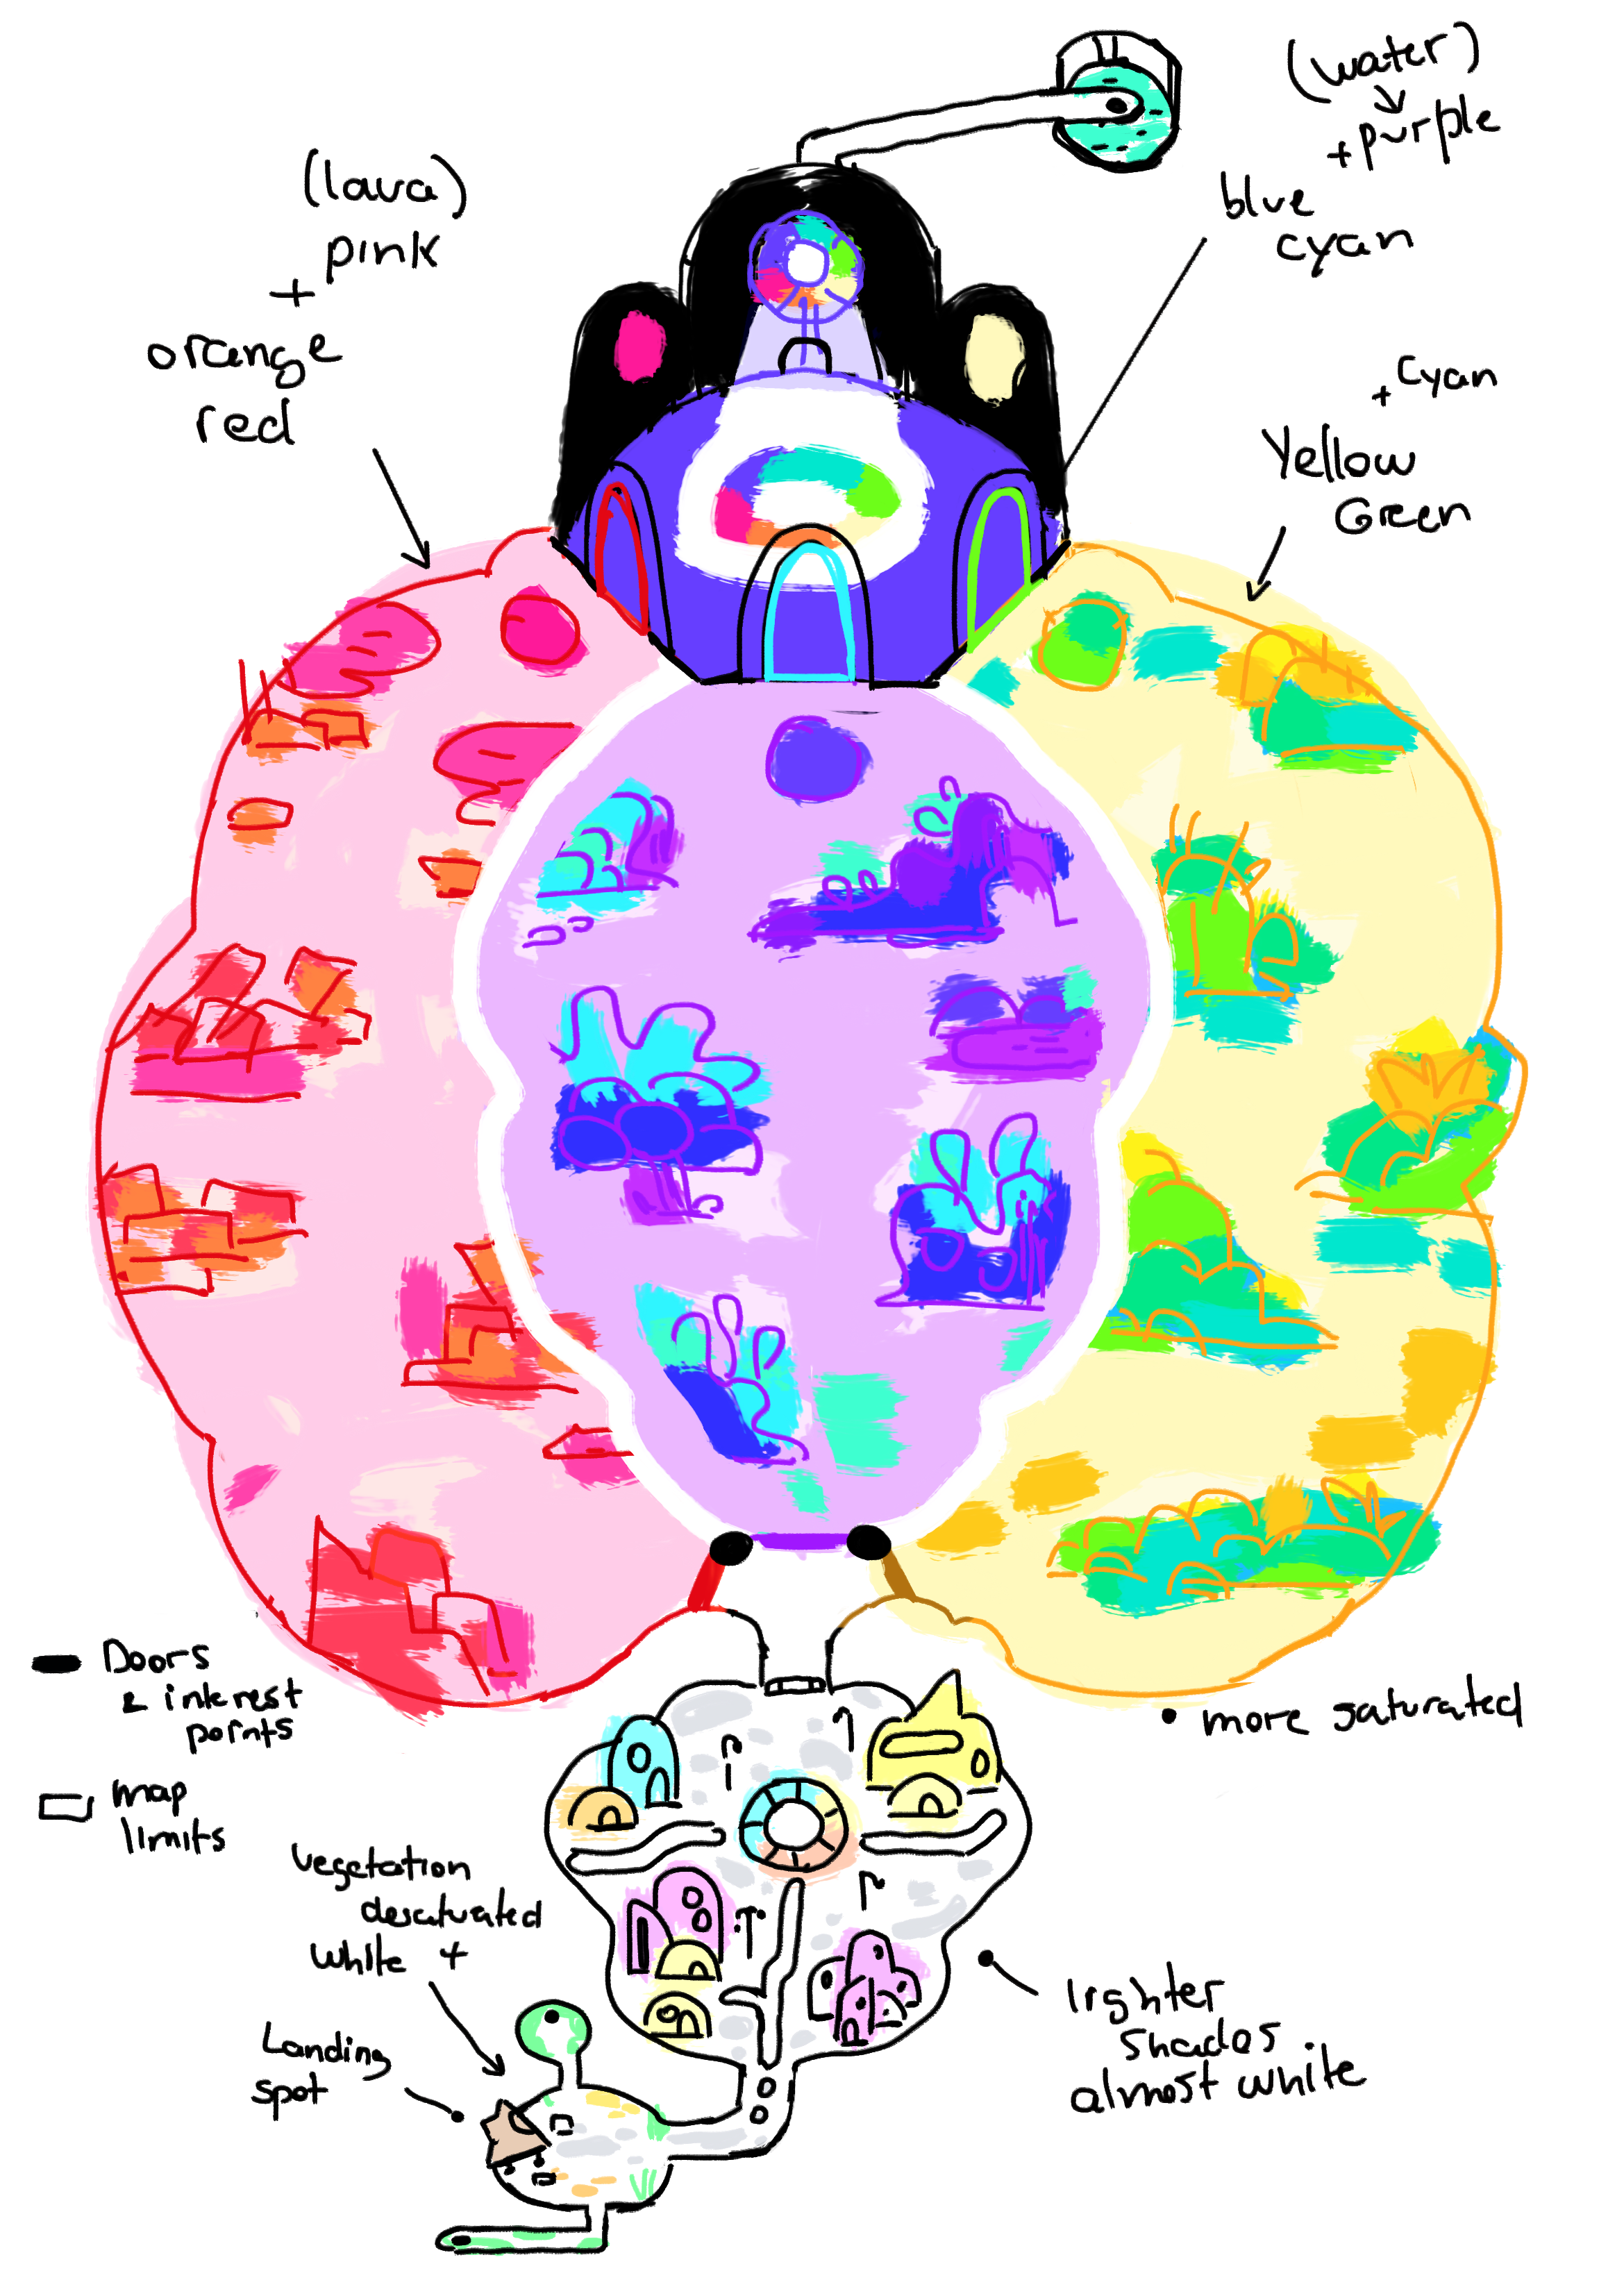 (water)
+purple
blue
cyan
(lava)
pink
+
orange
red
+ cyan
Yellow
Green
Doors
& interest
points
map
limits
• more saturated
vegetation
desaturated
white +
Landing
spot
lighter
shades
almost white